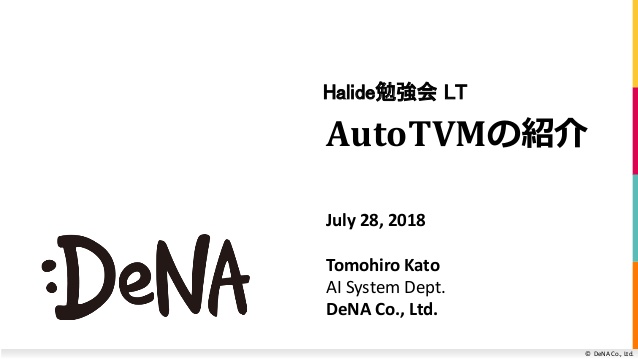 Halide勉強会 LT
AutoTVMの紹介
July 28, 2018
Tomohiro Kato
AI System Dept.
DeNA Co., Ltd.
:DeNA
© DeNA Co., Ltd.